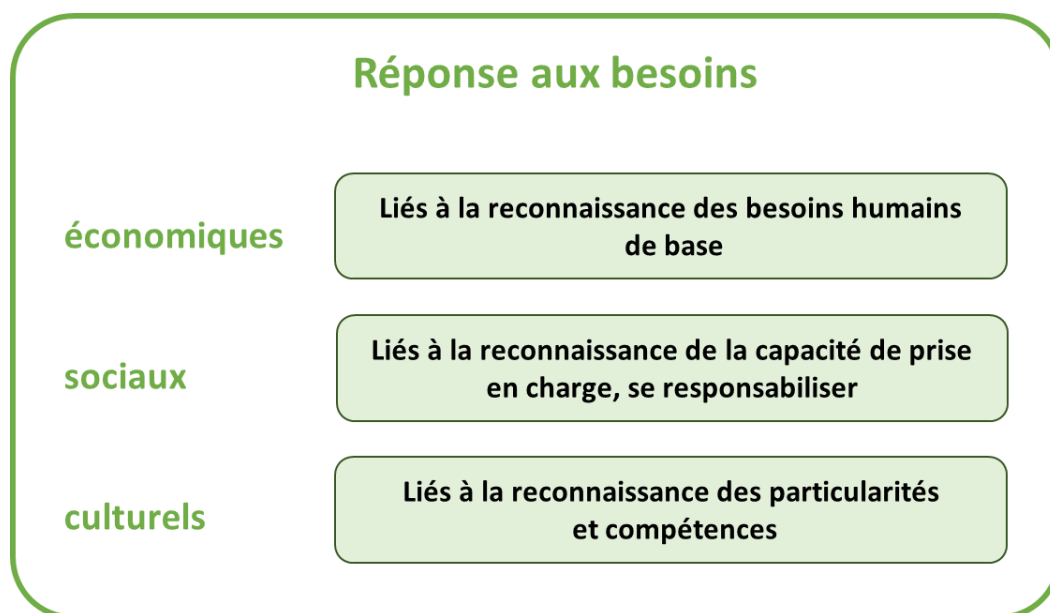 Réponse aux besoins
économiques
Liés à la reconnaissance des besoins humains
de base
sociaux
Liés à la reconnaissance de la capacité de prise
en charge, se responsabiliser
culturels
Liés à la reconnaissance des particularités
et compétences